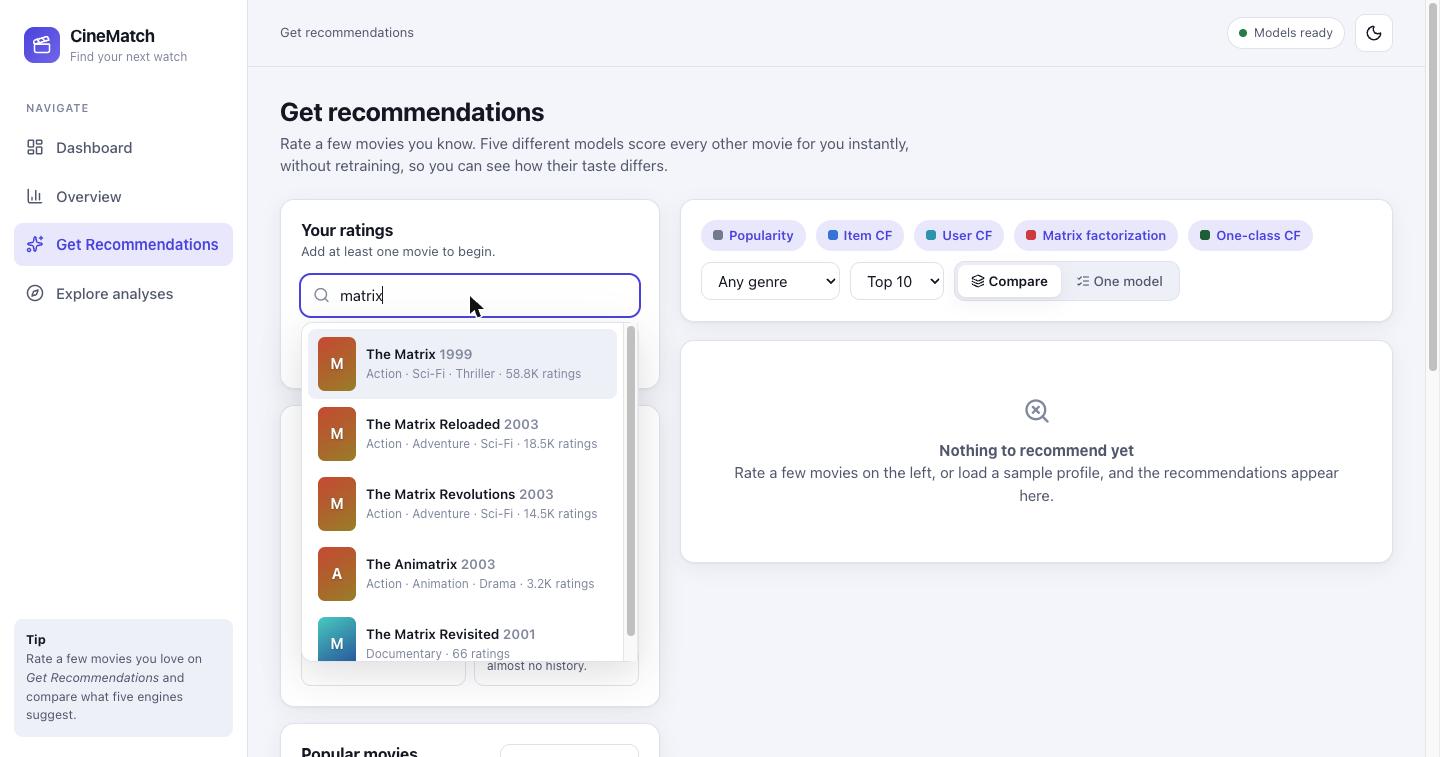 CineMatch
Find your next watch
NAVIGATE
Dashboard
Overview
Get Recommendations
Explore analyses
Tip
Rate a few movies you love on
Get Recommendations and
compare what five engines
suggest.
Get recommendations
Models ready
Get recommendations
Rate a few movies you know. Five different models score every other movie for you instantly,
without retraining, so you can see how their taste differs.
Your ratings
Add at least one movie to begin.
matrix
M
The Matrix 1999
Action · Sci-Fi · Thriller · 58.8K ratings
M
The Matrix Reloaded 2003
Action · Adventure · Sci-Fi · 18.5K ratings
M
The Matrix Revolutions 2003
Action · Adventure · Sci-Fi · 14.5K ratings
A
The Animatrix 2003
Action · Animation · Drama · 3.2K ratings
M
The Matrix Revisited 2001
Documentary · 66 ratings
almost no history.
Popular movies
Popularity
Item CF
User CF
Matrix factorization
One-class CF
Any genre
Top 10
Compare
One model
Nothing to recommend yet
Rate a few movies on the left, or load a sample profile, and the recommendations appear
here.